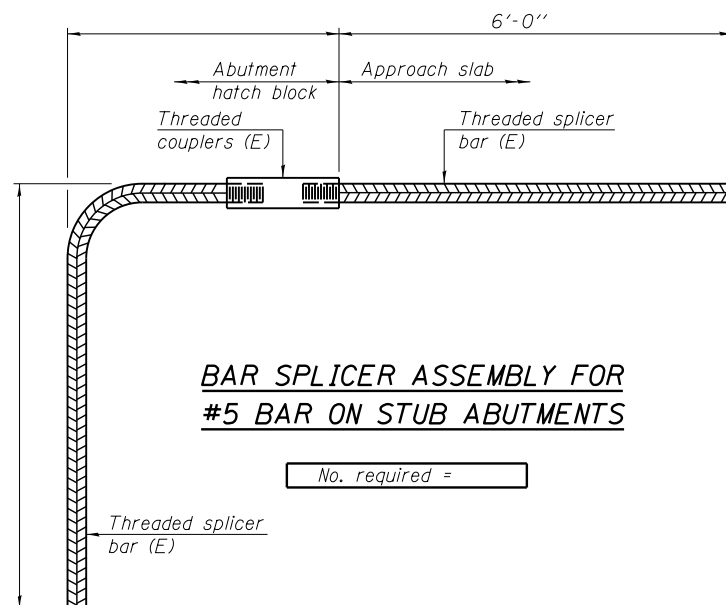 6'-0"
Abutment
hatch block
Approach slab
Threaded
couplers (E)
Threaded splicer
bar (E)
BAR SPLICER ASSEMBLY FOR
#5 BAR ON STUB ABUTMENTS
No. required =
Threaded splicer
bar (E)